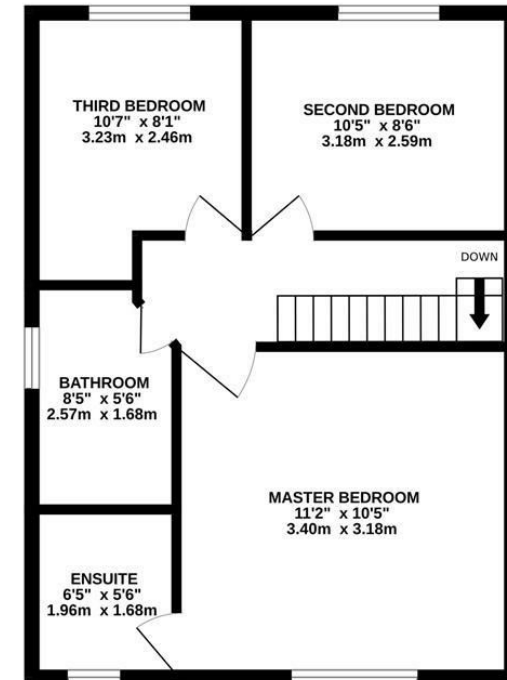 THIRD BEDROOM
10'7" x 8'1"
3.23m x 2.46m
SECOND BEDROOM
10'5" x 8'6"
3.18m x 2.59m
DOWN
BATHROOM
8'5" x 5'6"
2.57m x 1.68m
MASTER BEDROOM
11'2" x 10'5"
3.40m x 3.18m
ENSUITE
6'5" x 5'6"
1.96m x 1.68m